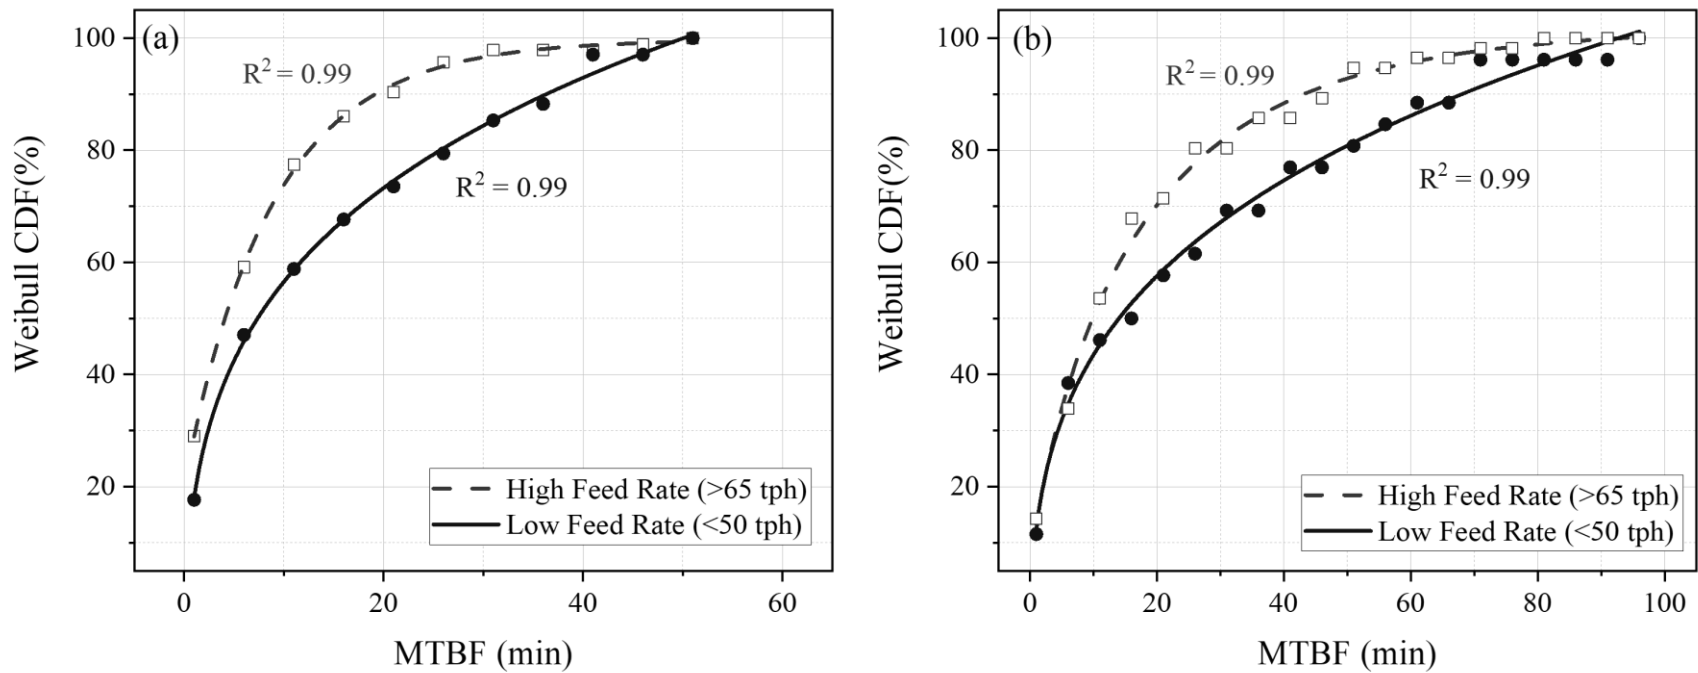 (a)
R² = 0.99
R² = 0.99
Weibull CDF(%)
100
80
60
40
20
High Feed Rate (>65 tph)
Low Feed Rate (<50 tph)
0 20 40 60
MTBF (min)
(b)
R² = 0.99
R² = 0.99
Weibull CDF(%)
100
80
60
40
20
High Feed Rate (>65 tph)
Low Feed Rate (<50 tph)
0 20 40 60 80 100
MTBF (min)